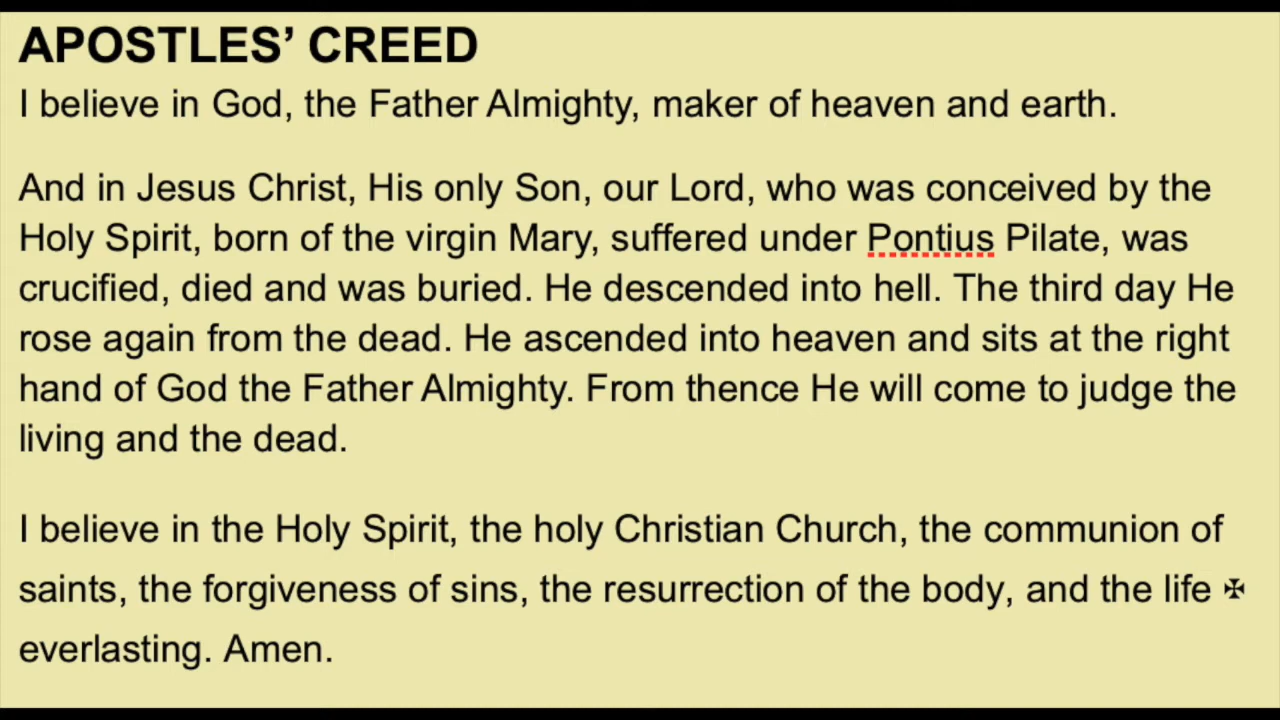 APOSTLES’ CREED
I believe in God, the Father Almighty, maker of heaven and earth.
And in Jesus Christ, His only Son, our Lord, who was conceived by the
Holy Spirit, born of the virgin Mary, suffered under Pontius Pilate, was
crucified, died and was buried. He descended into hell. The third day He
rose again from the dead. He ascended into heaven and sits at the right
hand of God the Father Almighty. From thence He will come to judge the
living and the dead.
I believe in the Holy Spirit, the holy Christian Church, the communion of
saints, the forgiveness of sins, the resurrection of the body, and the life ✠
everlasting. Amen.